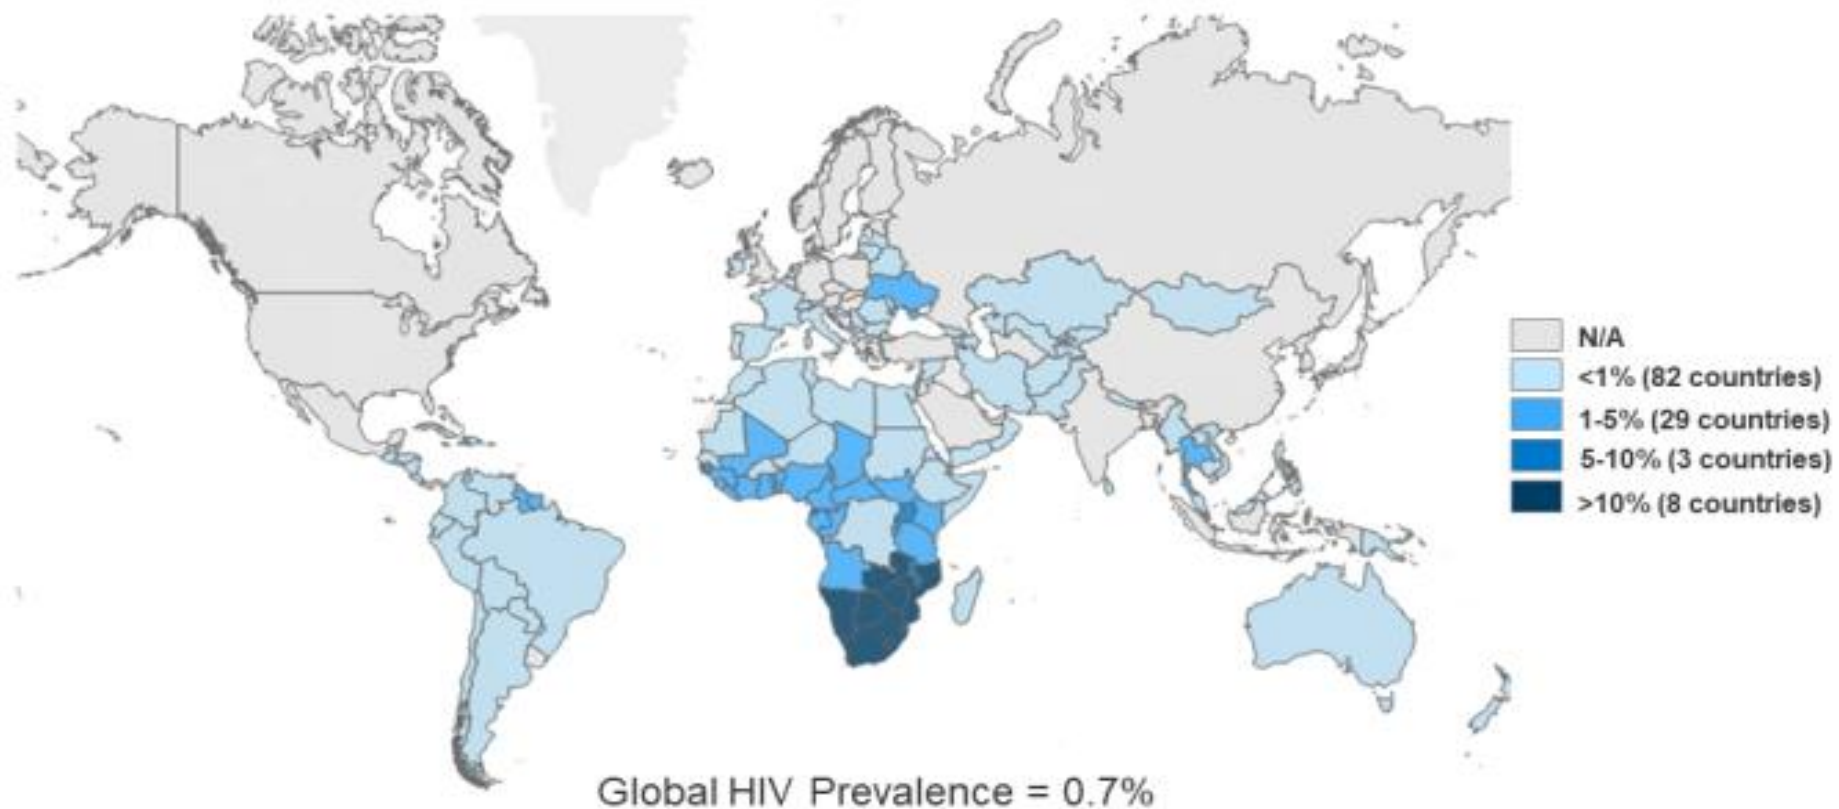 N/A
<1% (82 countries)
1-5% (29 countries)
5-10% (3 countries)
>10% (8 countries)
Global HIV Prevalence = 0.7%